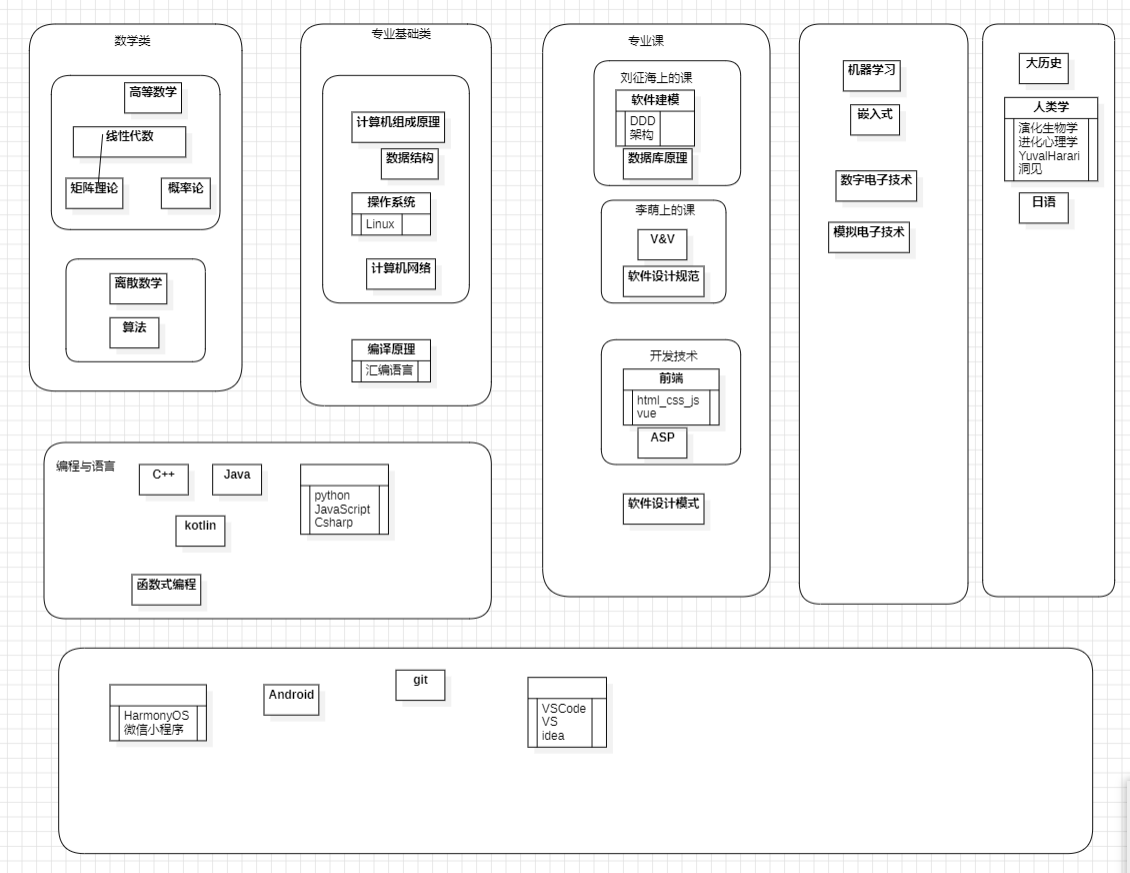 数学类
高等数学
线性代数
矩阵理论
概率论
离散数学
算法
专业基础类
计算机组成原理
数据结构
操作系统
Linux
计算机网络
编译原理
汇编语言
专业课
刘征海上的课
软件建模
DDD
架构
数据库原理
李萌上的课
V&V
软件设计规范
开发技术
前端
html_css_js
vue
ASP
软件设计模式
机器学习
嵌入式
数字电子技术
模拟电子技术
大历史
人类学
演化生物学
进化心理学
YuvalHarari
洞见
日语
编程与语言
C++
Java
kotlin
函数式编程
python
JavaScript
Csharp
HarmonyOS
微信小程序
Android
git
VSCode
VS
idea